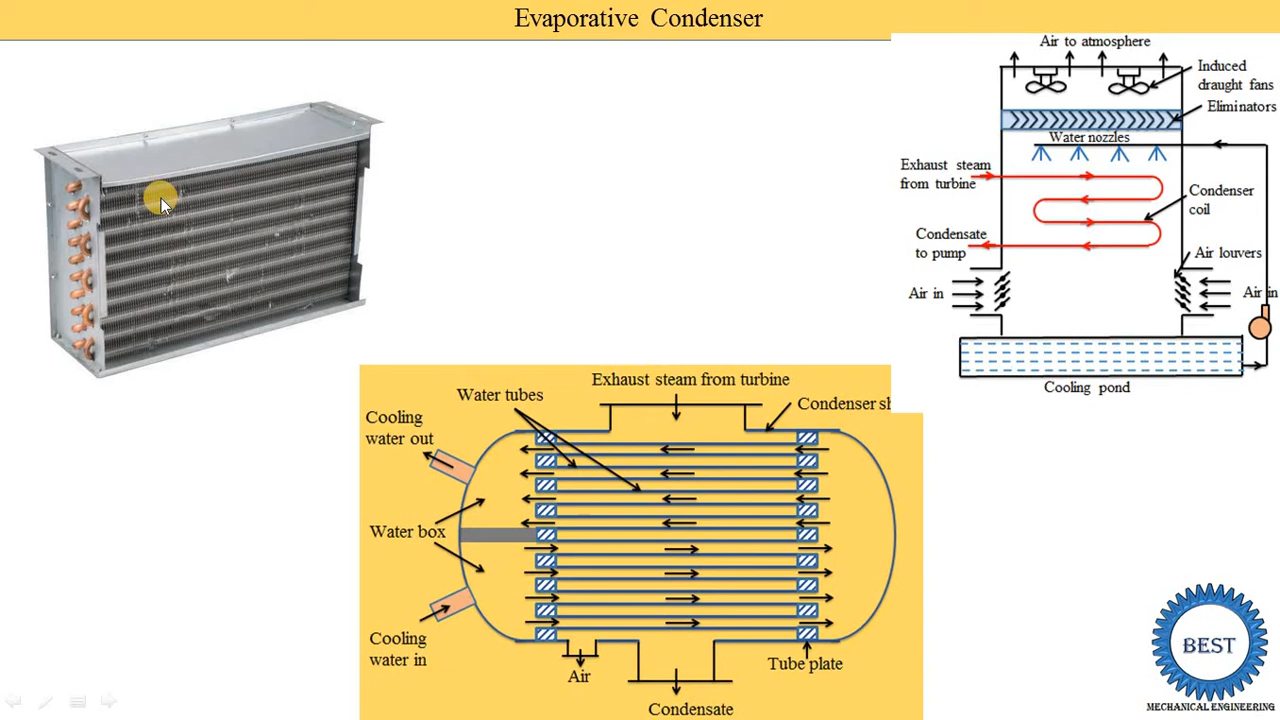 Evaporative Condenser
Air to atmosphere
Induced
draught fans
Eliminators
Water nozzles
Exhaust steam
from turbine
Condenser
coil
Condensate
to pump
Air louvers
Air in
Air in
Cooling pond
Exhaust steam from turbine
Water tubes
Condenser sh
Cooling
water out
Water box
Cooling
water in
Air
Tube plate
Condensate
BEST
MECHANICAL ENGINEERING